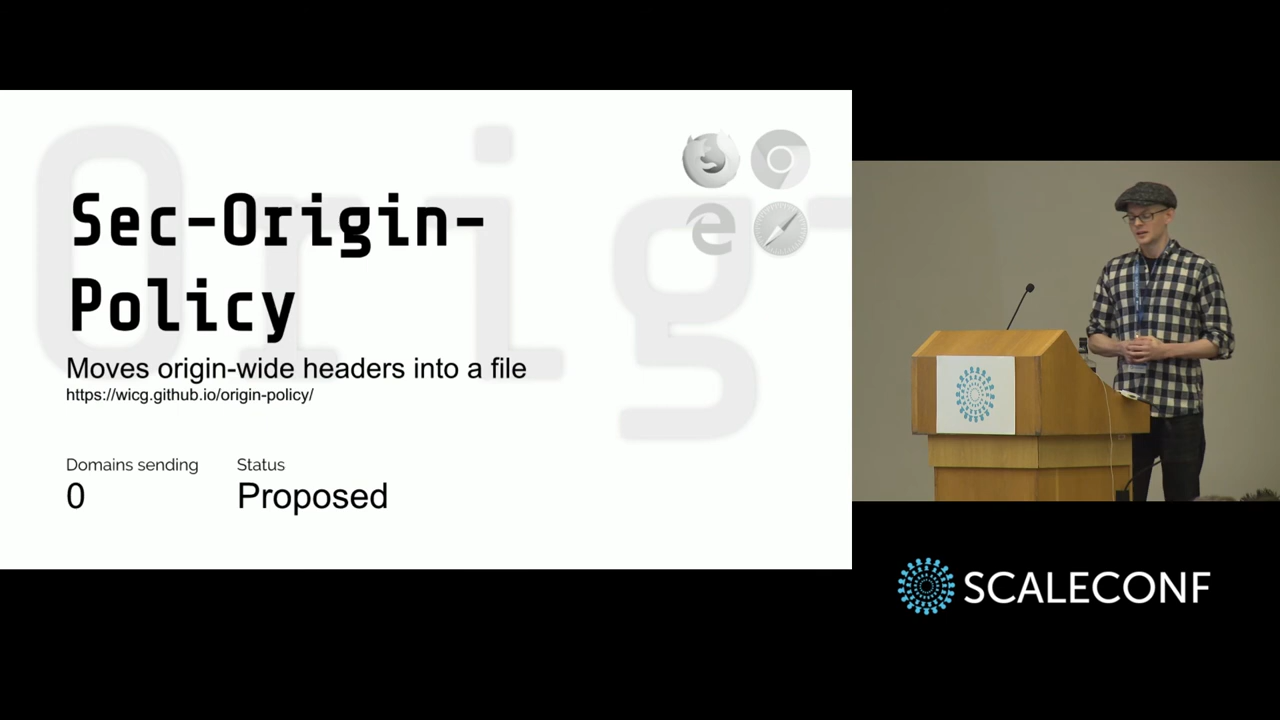 Orig
Sec-Origin-
Policy
Moves origin-wide headers into a file
https://wicg.github.io/origin-policy/
Domains sending
Status
0
Proposed
SCALECONF